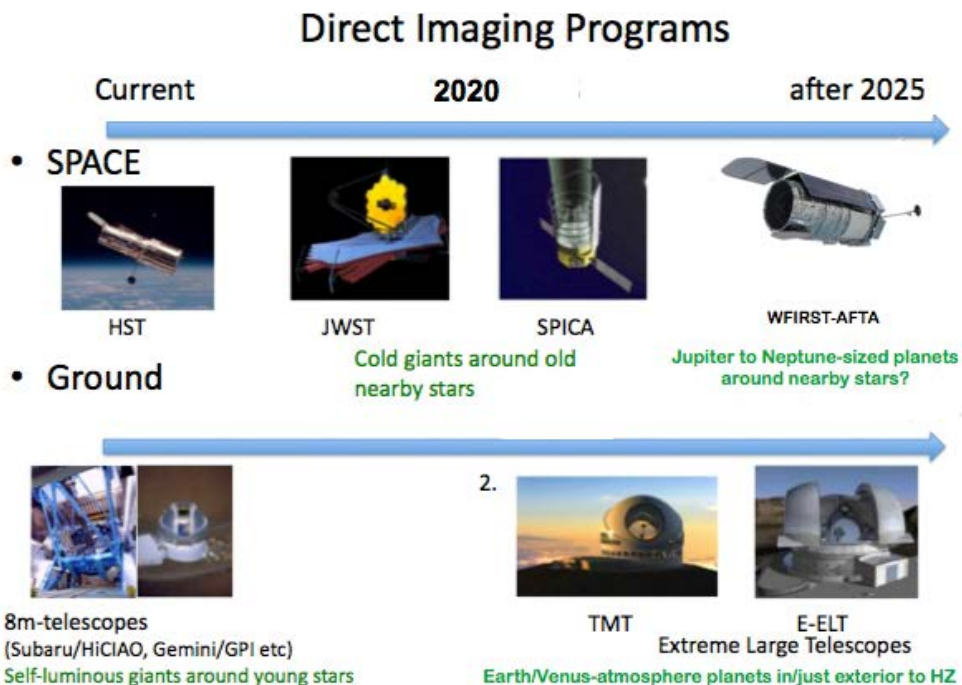 Direct Imaging Programs
Current 2020 after 2025
• SPACE
HST
JWST
SPICA
WFIRST-AFTA
Cold giants around old
nearby stars
Jupiter to Neptune-sized planets
around nearby stars?
• Ground
2.
8m-telescopes
(Subaru/HiCIAO, Gemini/GPI etc)
Self-luminous giants around young stars
TMT
E-ELT
Extreme Large Telescopes
Earth/Venus-atmosphere planets in/just exterior to HZ